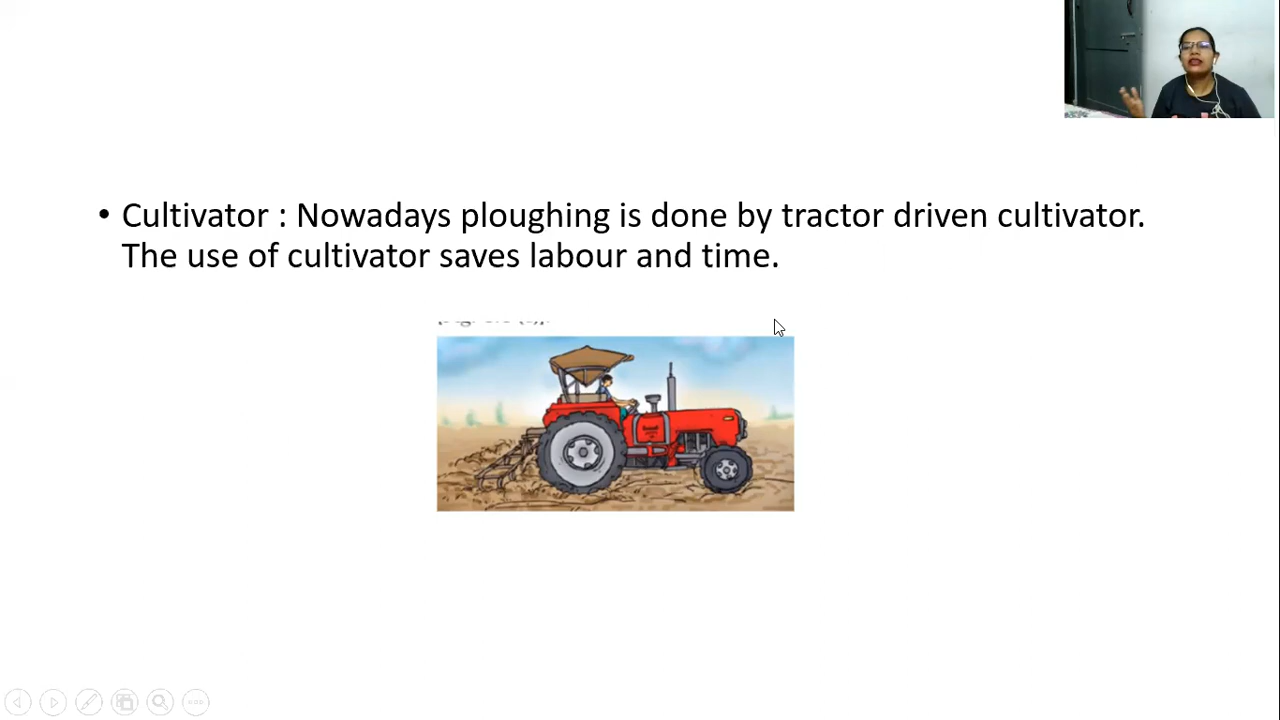 • Cultivator : Nowadays ploughing is done by tractor driven cultivator.
The use of cultivator saves labour and time.